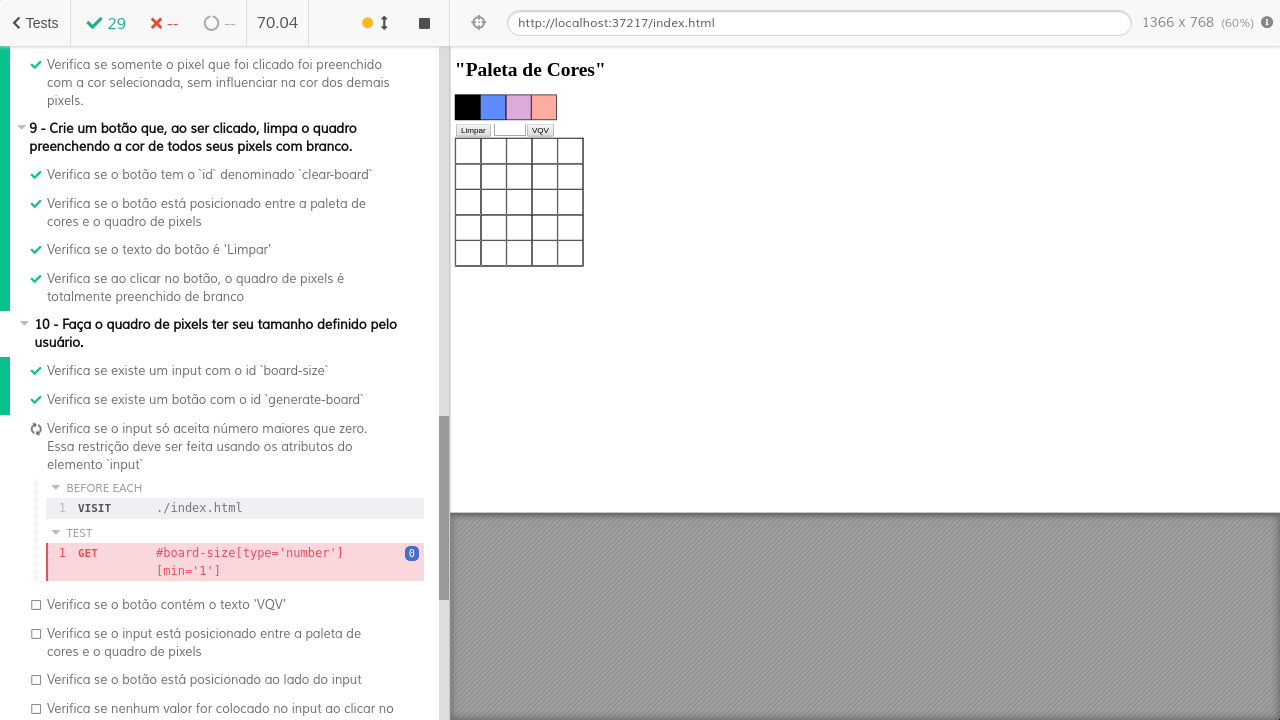 Tests
29
--
--
70.04
http://localhost:37217/index.html
1366 x 768 (60%)
Verifica se somente o pixel que foi clicado foi preenchido
com a cor selecionada, sem influenciar na cor dos demais
pixels.
9 - Crie um botão que, ao ser clicado, limpa o quadro
preenchendo a cor de todos seus pixels com branco.
Verifica se o botão tem o `id` denominado `clear-board`
Verifica se o botão está posicionado entre a paleta de
cores e o quadro de pixels
Verifica se o texto do botão é 'Limpar'
Verifica se ao clicar no botão, o quadro de pixels é
totalmente preenchido de branco
10 - Faça o quadro de pixels ter seu tamanho definido pelo
usuário.
Verifica se existe um input com o id `board-size`
Verifica se existe um botão com o id `generate-board`
Verifica se o input só aceita número maiores que zero.
Essa restrição deve ser feita usando os atributos do
elemento `input`
BEFORE EACH
1 VISIT ./index.html
TEST
1 GET #board-size[type='number'] 0
[min='1']
Verifica se o botão contém o texto 'VQV'
Verifica se o input está posicionado entre a paleta de
cores e o quadro de pixels
Verifica se o botão está posicionado ao lado do input
Verifica se nenhum valor for colocado no input ao clicar no
"Paleta de Cores"
Limpar
VQV